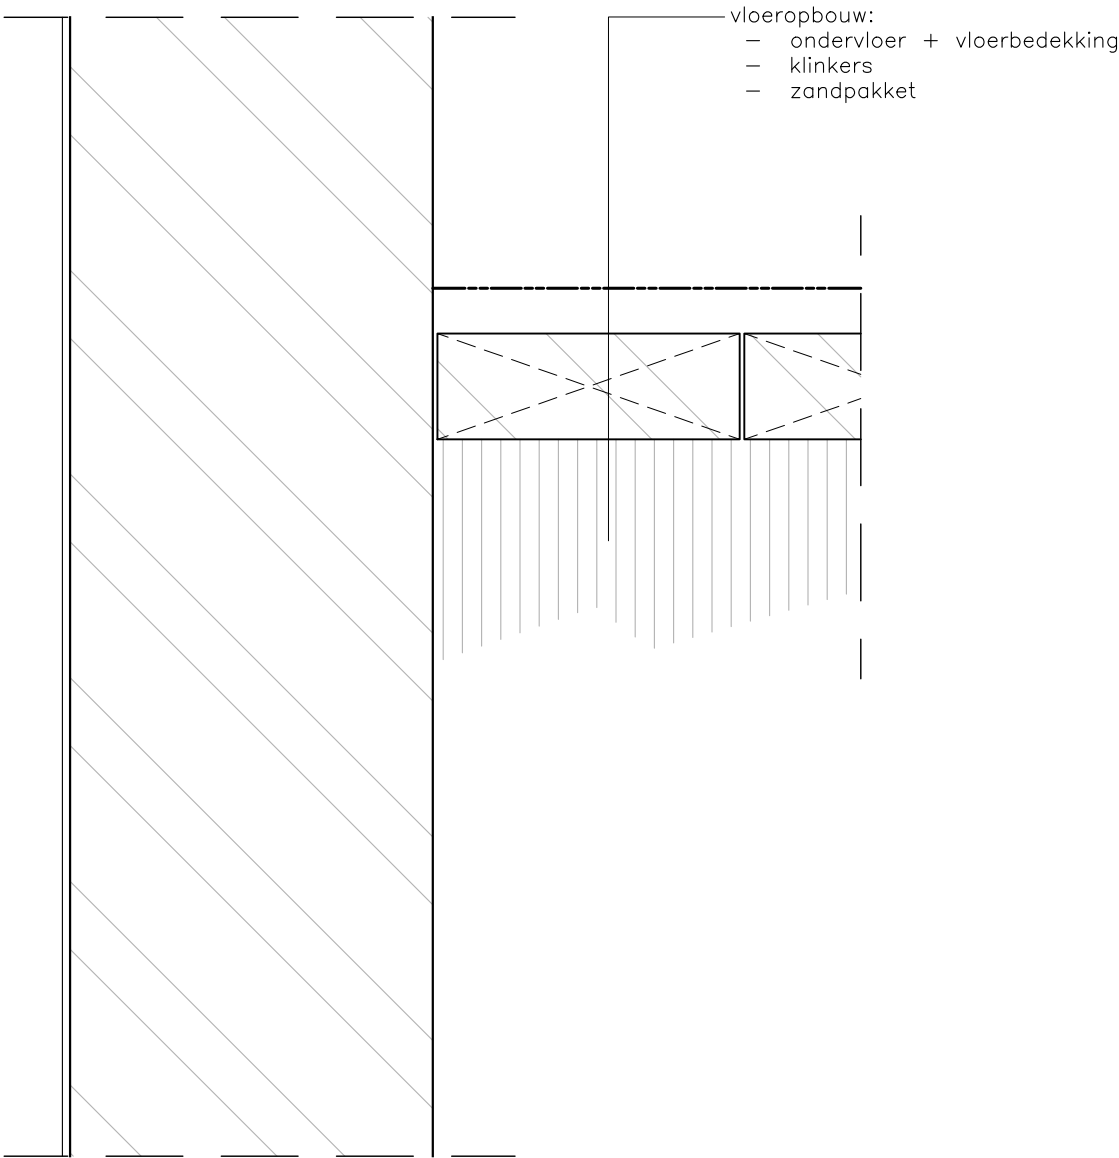 vloeropbouw:
- ondervloer + vloerbedekking
- klinkers
- zandpakket